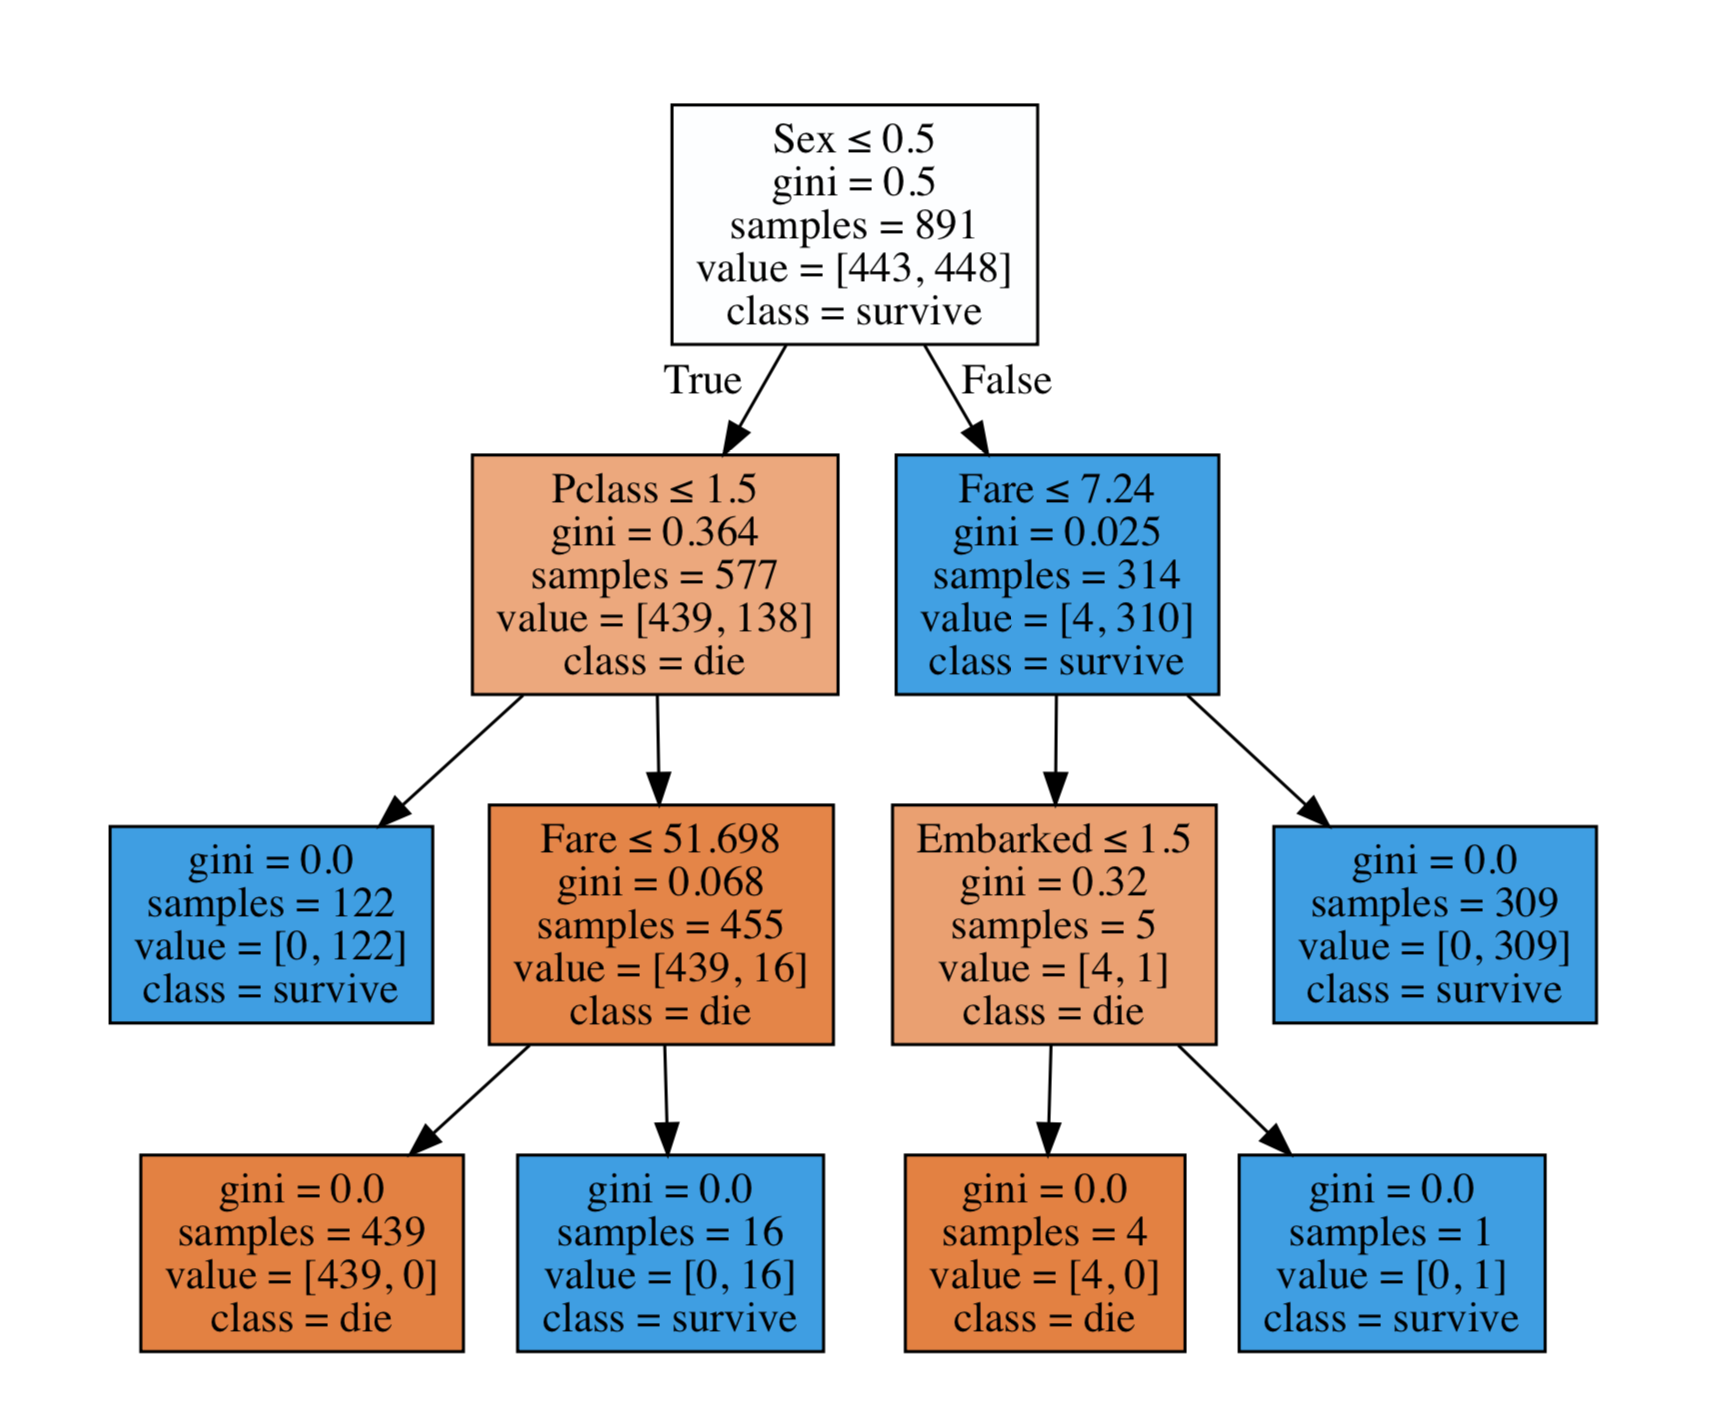 Sex ≤ 0.5
gini = 0.5
samples = 891
value = [443, 448]
class = survive
True
False
Pclass ≤ 1.5
gini = 0.364
samples = 577
value = [439, 138]
class = die
Fare ≤ 7.24
gini = 0.025
samples = 314
value = [4, 310]
class = survive
gini = 0.0
samples = 122
value = [0, 122]
class = survive
Fare ≤ 51.698
gini = 0.068
samples = 455
value = [439, 16]
class = die
Embarked ≤ 1.5
gini = 0.32
samples = 5
value = [4, 1]
class = die
gini = 0.0
samples = 309
value = [0, 309]
class = survive
gini = 0.0
samples = 439
value = [439, 0]
class = die
gini = 0.0
samples = 16
value = [0, 16]
class = survive
gini = 0.0
samples = 4
value = [4, 0]
class = die
gini = 0.0
samples = 1
value = [0, 1]
class = survive